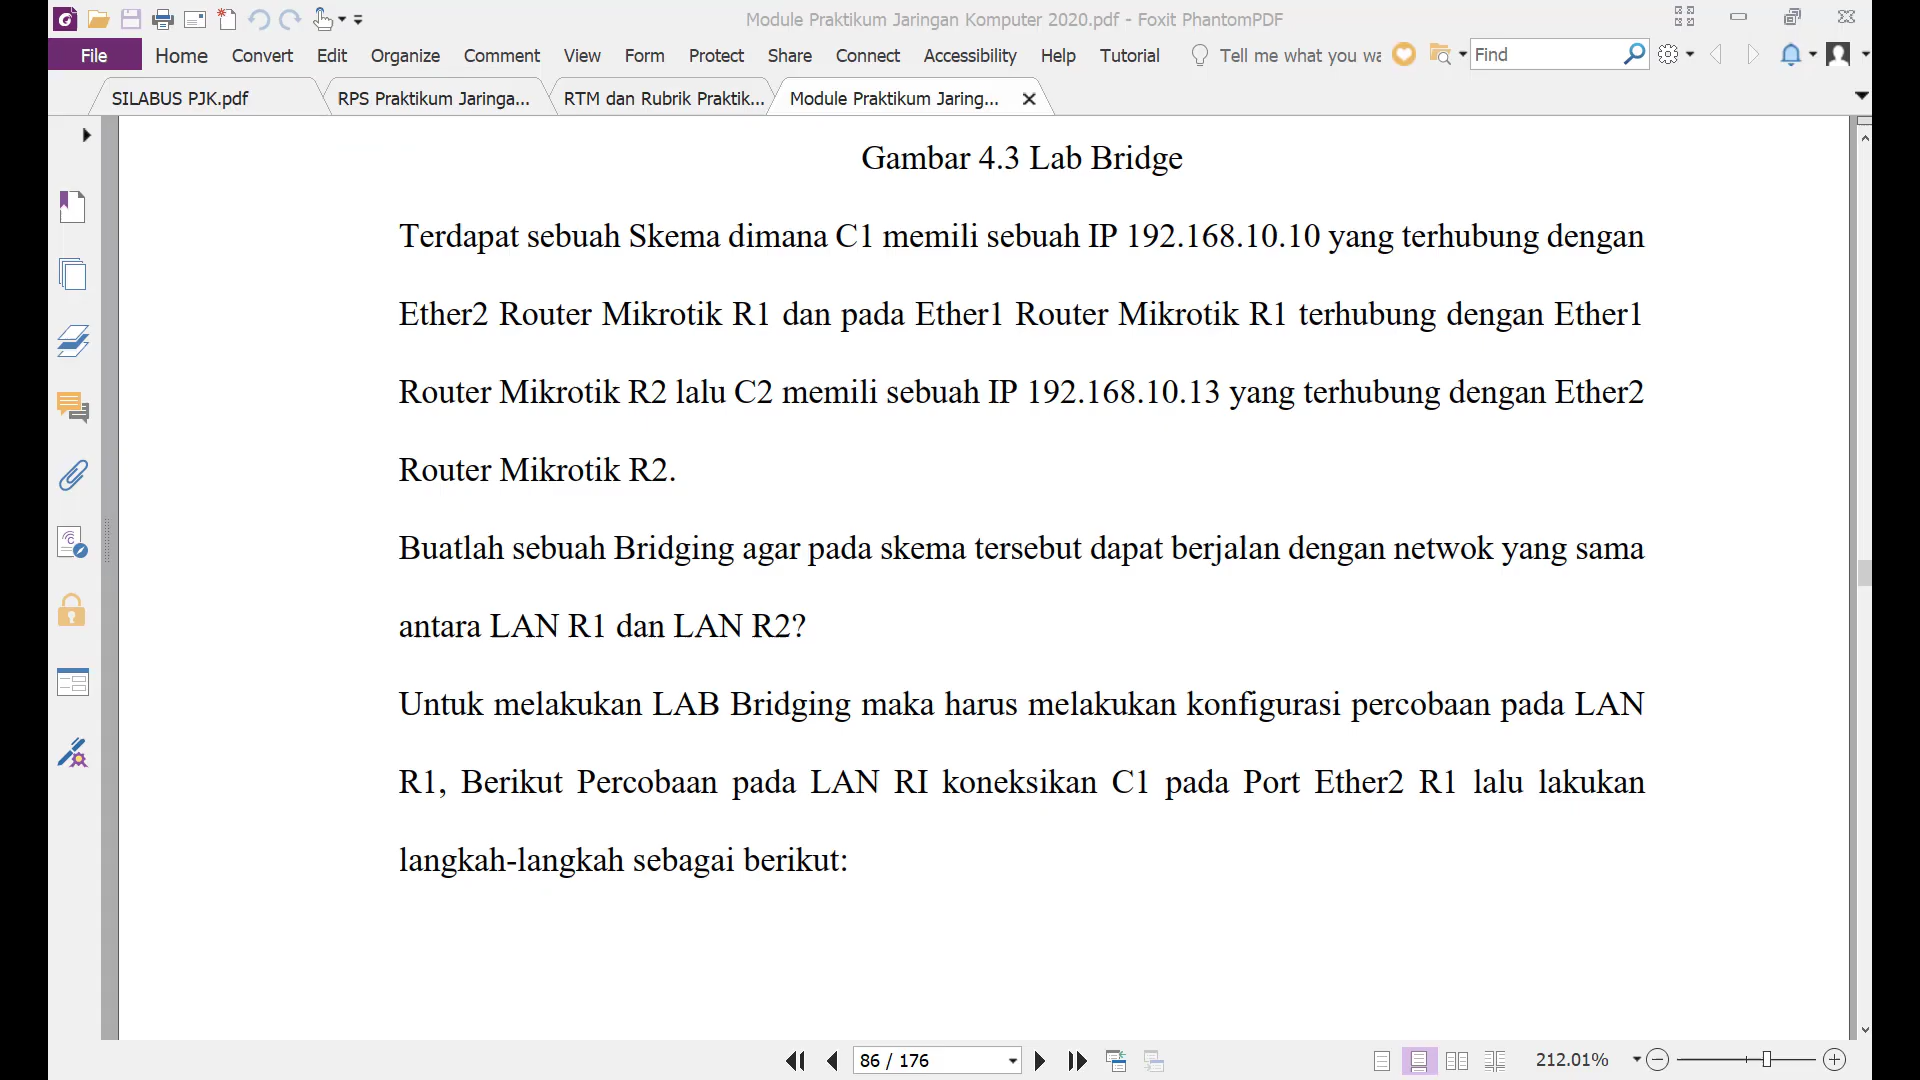 Module Praktikum Jaringan Komputer 2020.pdf - Foxit PhantomPDF
File Home Convert Edit Organize Comment View Form Protect Share Connect Accessibility Help Tutorial Tell me what you wa Find
SILABUS PJK.pdf RPS Praktikum Jaringa... RTM dan Rubrik Praktik... Module Praktikum Jaring...
Gambar 4.3 Lab Bridge
Terdapat sebuah Skema dimana C1 memili sebuah IP 192.168.10.10 yang terhubung dengan
Ether2 Router Mikrotik R1 dan pada Ether1 Router Mikrotik R1 terhubung dengan Ether1
Router Mikrotik R2 lalu C2 memili sebuah IP 192.168.10.13 yang terhubung dengan Ether2
Router Mikrotik R2.
Buatlah sebuah Bridging agar pada skema tersebut dapat berjalan dengan netwok yang sama
antara LAN R1 dan LAN R2?
Untuk melakukan LAB Bridging maka harus melakukan konfigurasi percobaan pada LAN
R1, Berikut Percobaan pada LAN RI koneksikan C1 pada Port Ether2 R1 lalu lakukan
langkah-langkah sebagai berikut:
86 / 176 212.01%